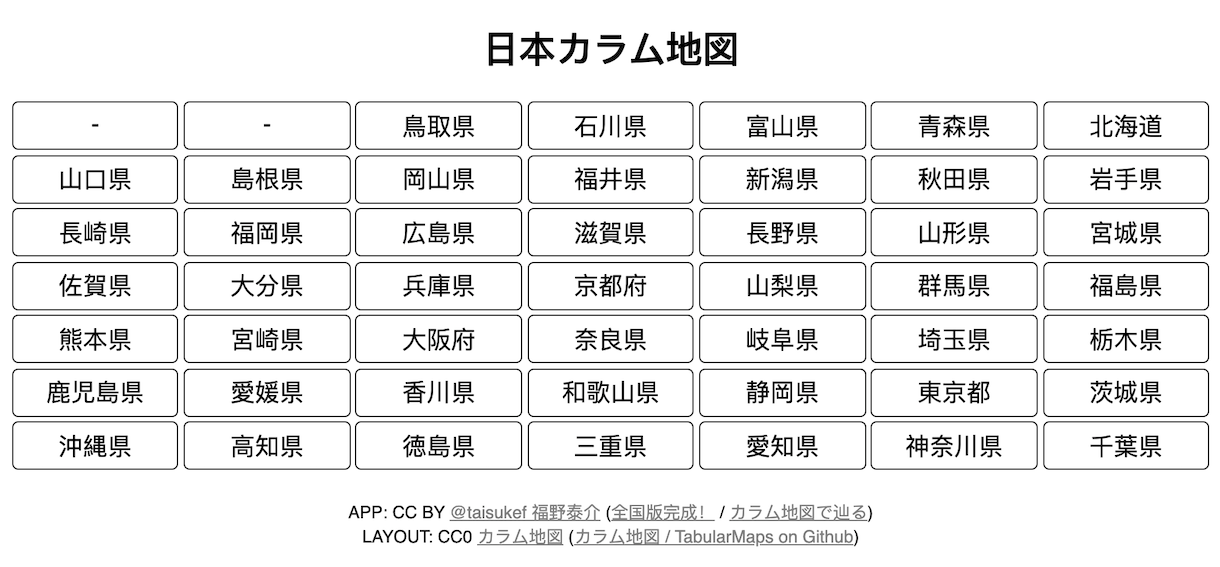 日本カラム地図
- - 鳥取県 石川県 富山県 青森県 北海道
山口県 島根県 岡山県 福井県 新潟県 秋田県 岩手県
長崎県 福岡県 広島県 滋賀県 長野県 山形県 宮城県
佐賀県 大分県 兵庫県 京都府 山梨県 群馬県 福島県
熊本県 宮崎県 大阪府 奈良県 岐阜県 埼玉県 栃木県
鹿児島県 愛媛県 香川県 和歌山県 静岡県 東京都 茨城県
沖縄県 高知県 徳島県 三重県 愛知県 神奈川県 千葉県
APP: CC BY @taisukef 福野泰介 (全国版完成！ / カラム地図で辿る)
LAYOUT: CC0 カラム地図 (カラム地図 / TabularMaps on Github)